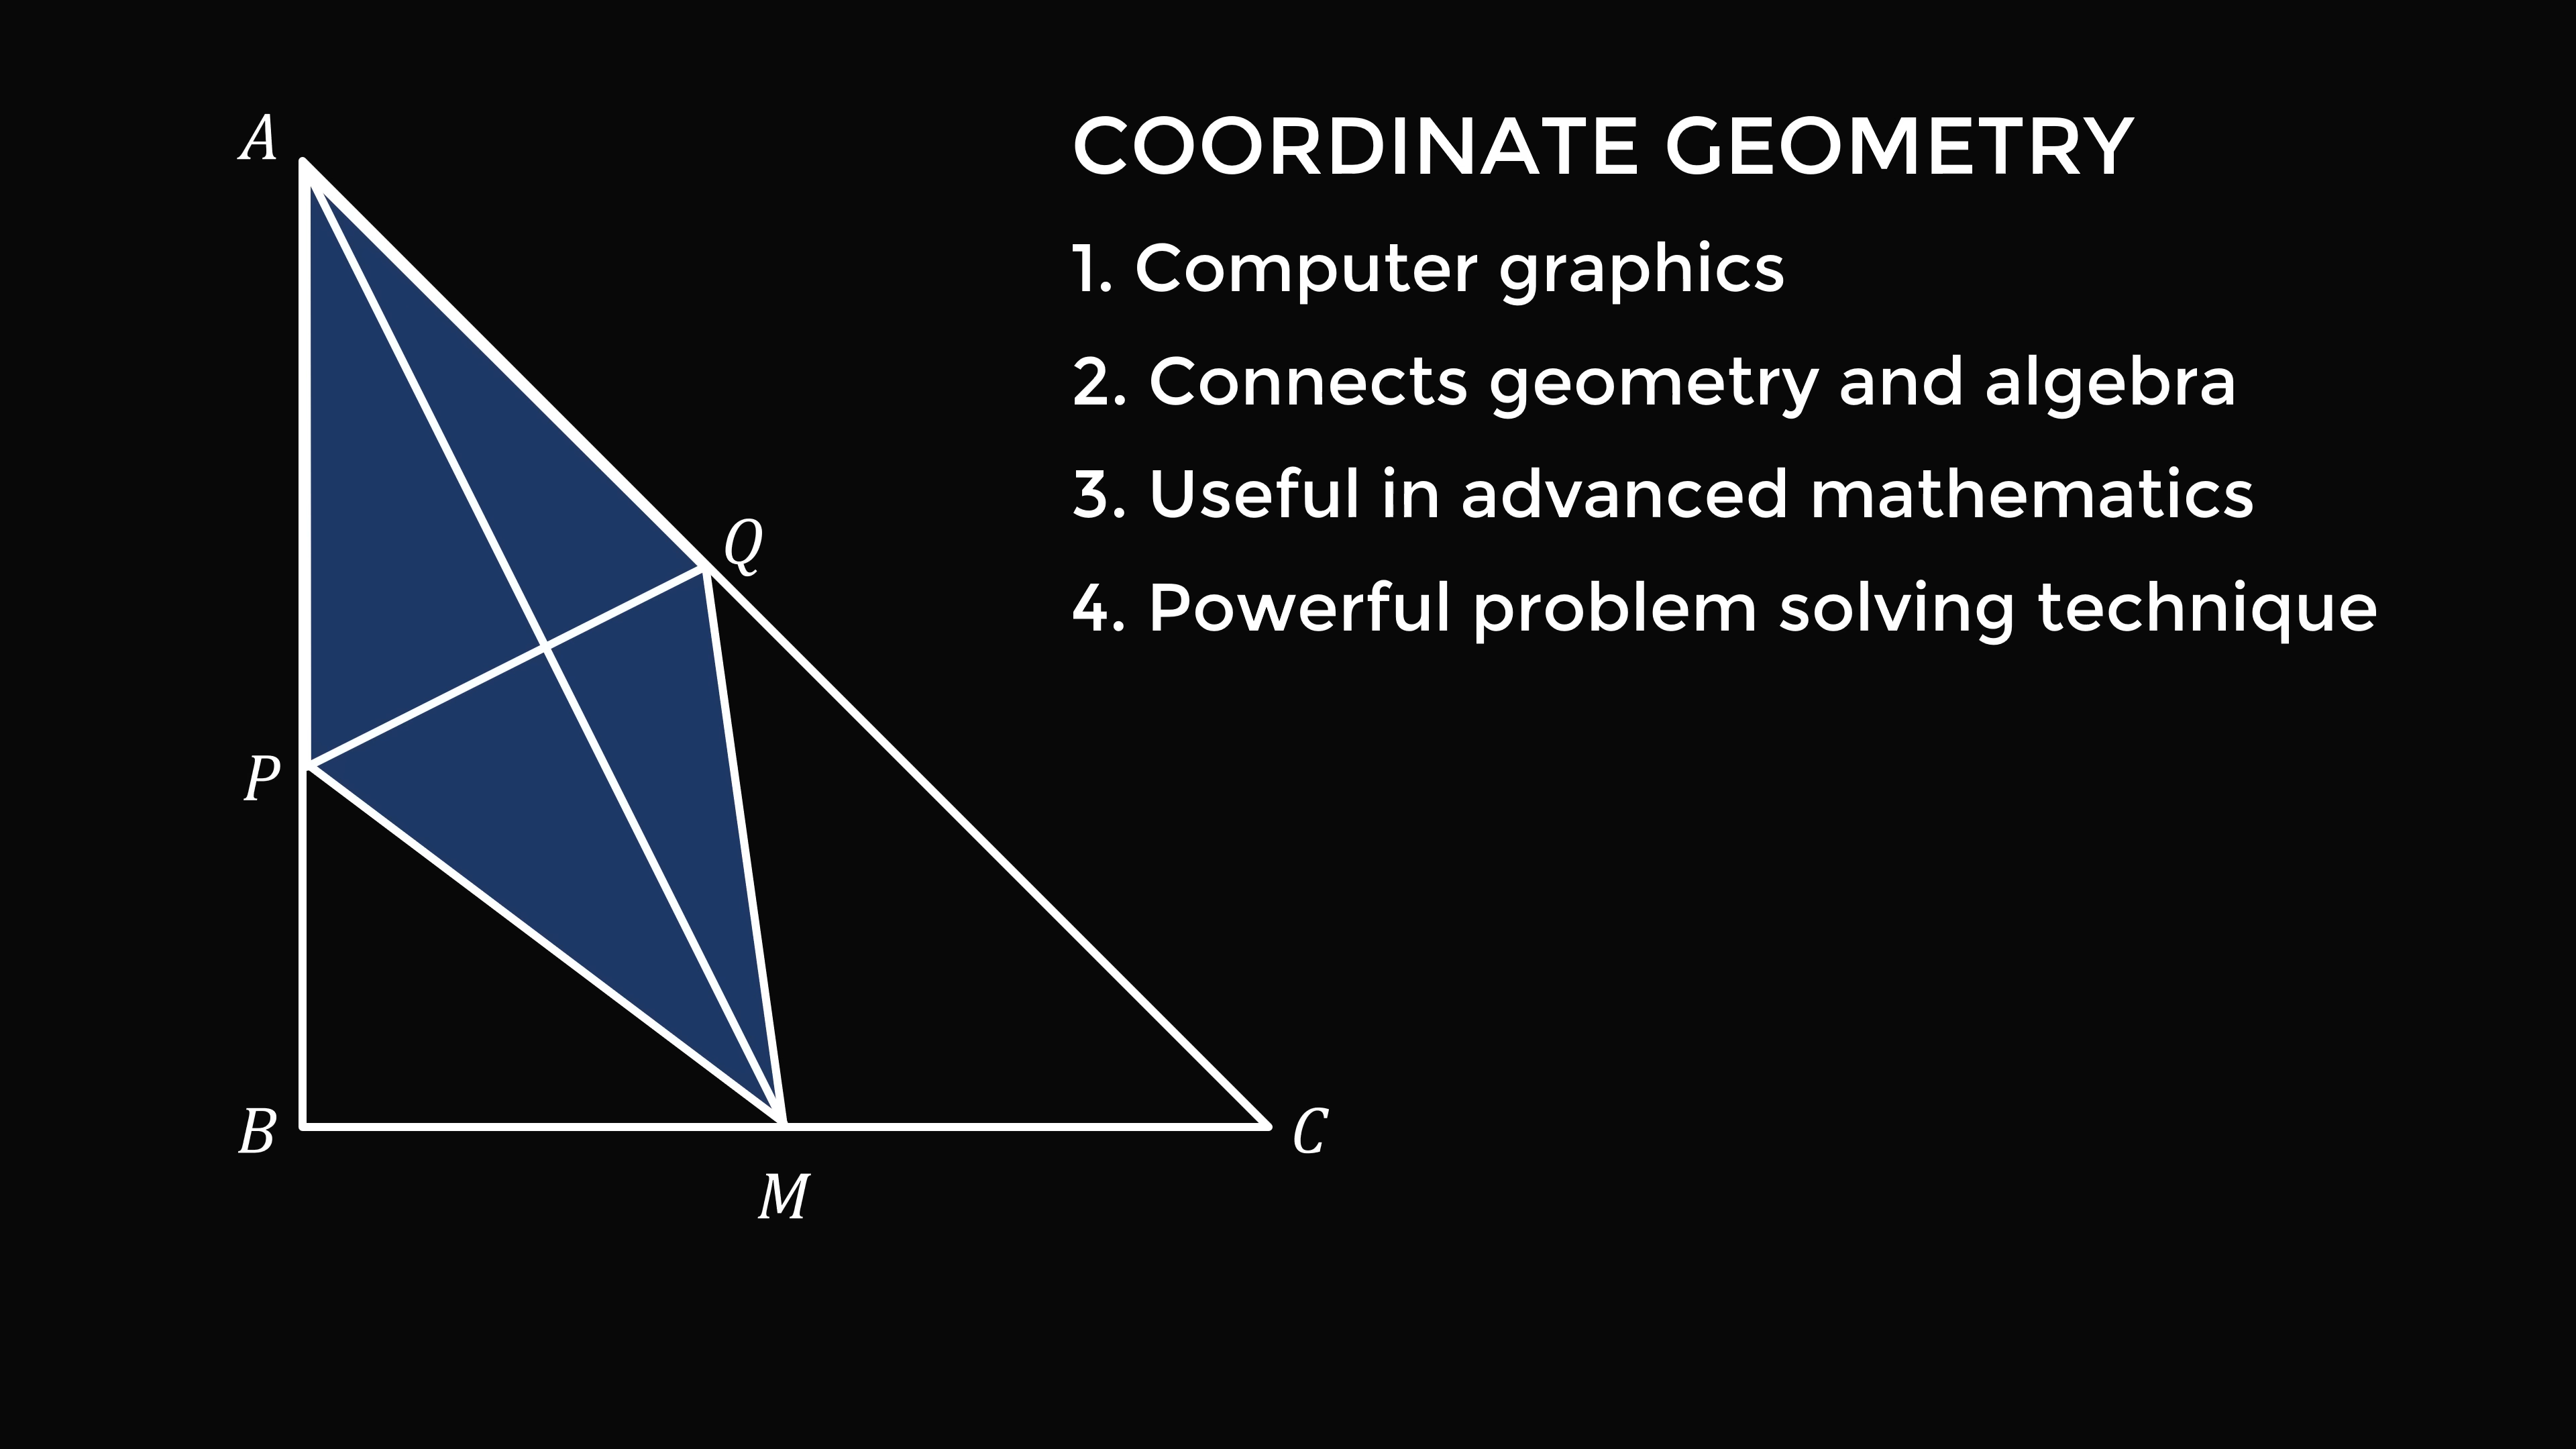 A
COORDINATE GEOMETRY
1. Computer graphics
2. Connects geometry and algebra
3. Useful in advanced mathematics
Q
4. Powerful problem solving technique
P
B
C
M